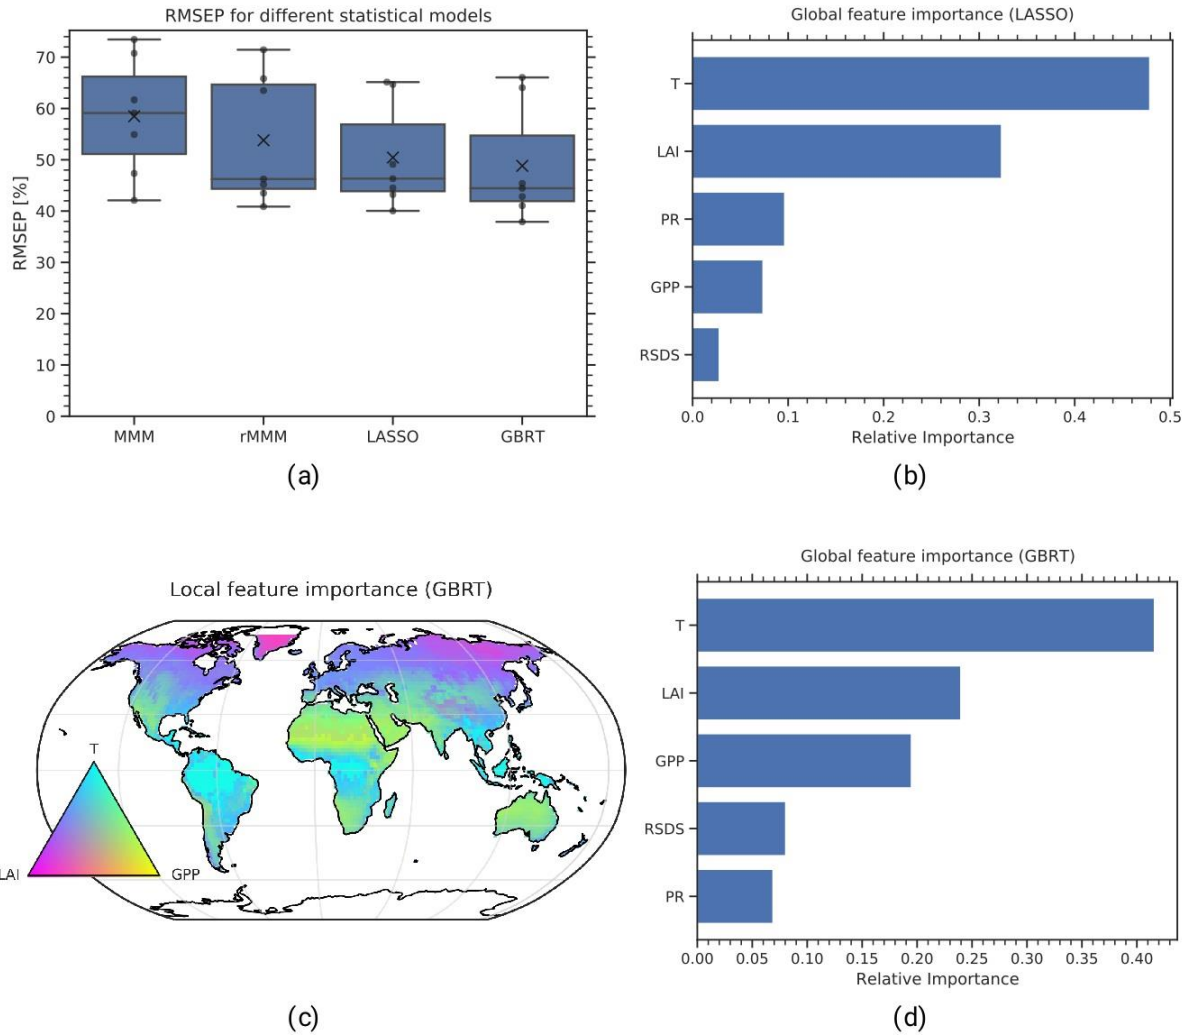 RMSEP for different statistical models
RMSEP [%]
70
60
50
40
30
20
10
0
MMM rMMM LASSO GBRT
(a)
Global feature importance (LASSO)
T
LAI
PR
GPP
RSDS
0.0 0.1 0.2 0.3 0.4 0.5
Relative Importance
(b)
Local feature importance (GBRT)
T
LAI GPP
(c)
Global feature importance (GBRT)
T
LAI
GPP
RSDS
PR
0.00 0.05 0.10 0.15 0.20 0.25 0.30 0.35 0.40
Relative Importance
(d)